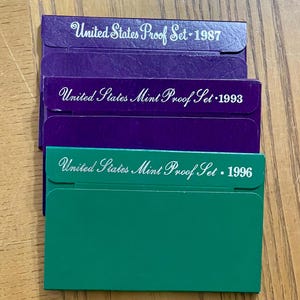 United States Proof Set • 1987
United States Mint Proof Set • 1993
United States Mint Proof Set • 1996